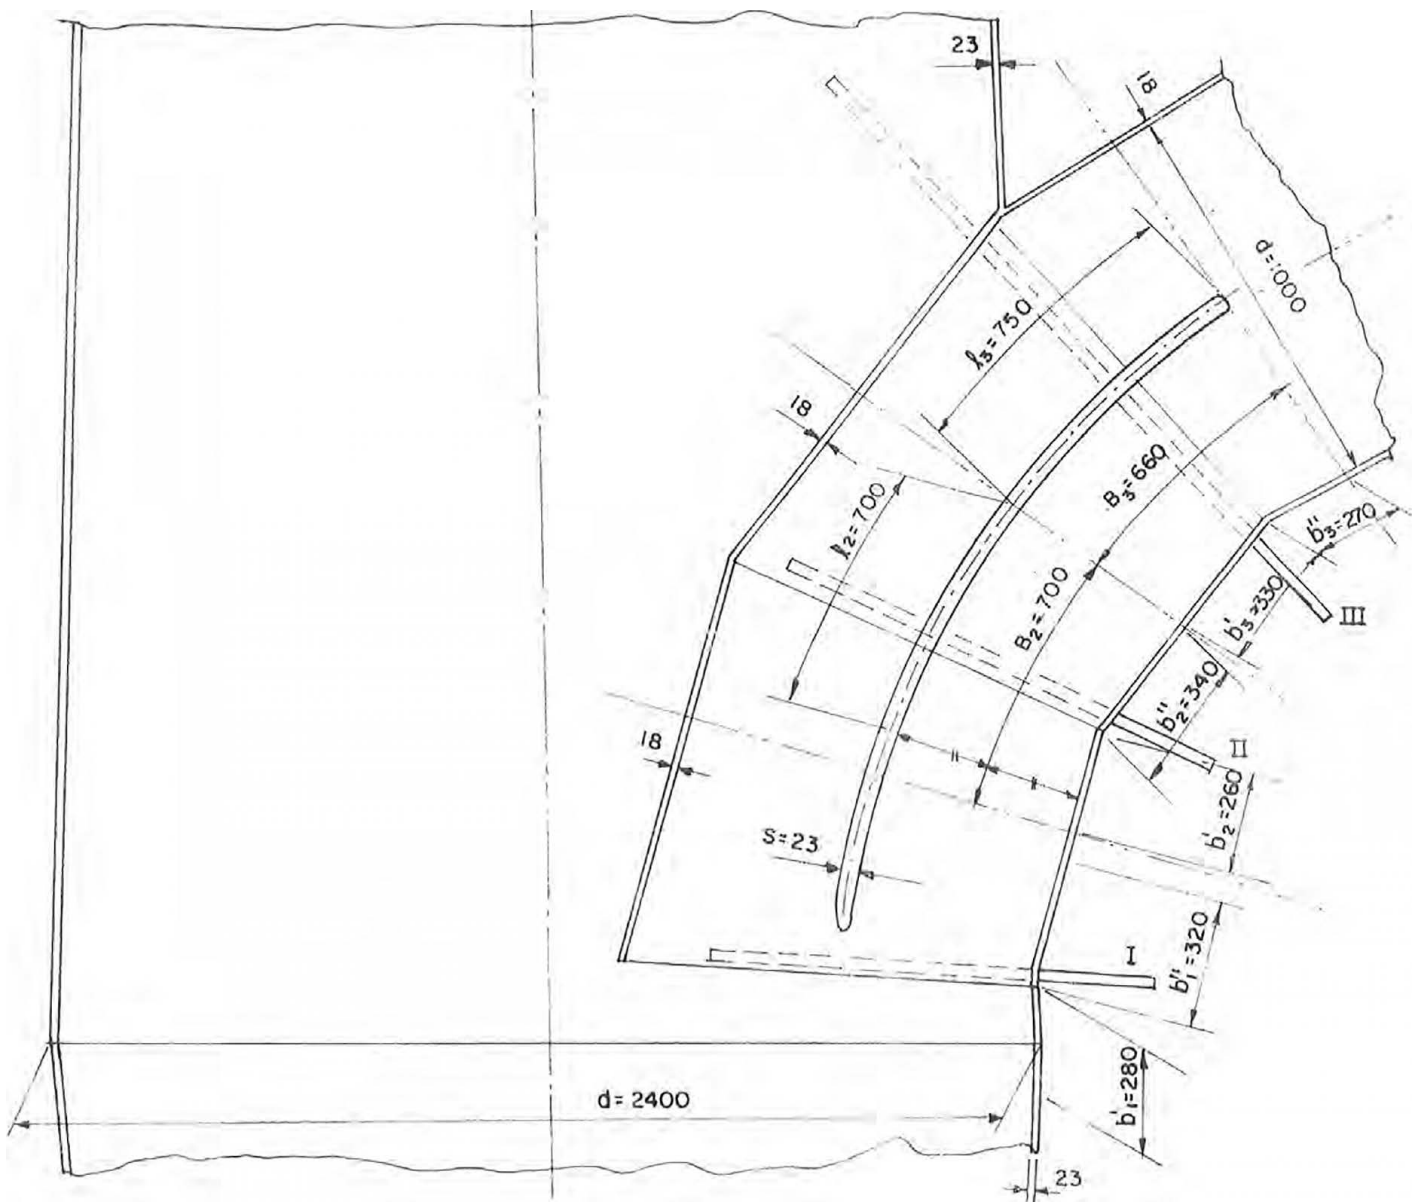 23
18
d=1000
ℓ3=750
18
B3=660
ℓ2=700
b"3=270
B2=700
III
b'3=330
b"2=340
18
II
=
=
b'2=260
S=23
b"1=320
I
b'1=280
d=2400
23